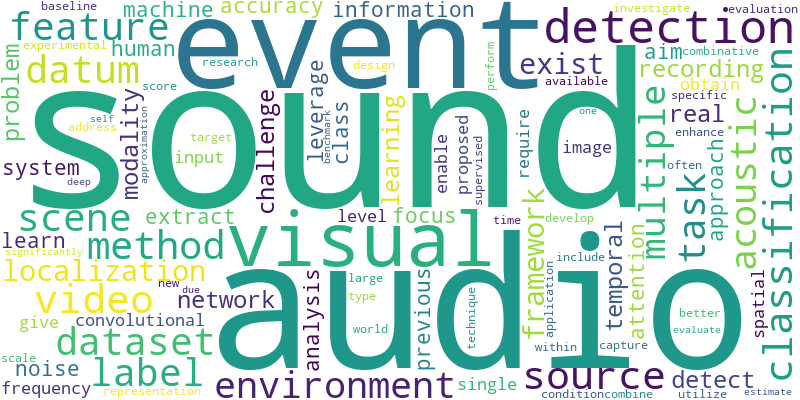 baseline
machine accuracy information investigate evaluation
feature event detection
experimental human research design perform exist aim combinative
problem datum sound available recording
score leverage class obtain
modality challenge learning enable proposed supervised require real specific
self address approximation target benchmark one enhance
system input image multiple acoustic classification
deep often task approach
scene extract level focus time develop
learn method visual framework temporal attention
significantly localization include better
new due large previous
video network analysis type application spatial
give convolutional audio world technique within capture evaluate
dataset
scale noise label environment single source detect
frequency representation condition combine utilize estimate